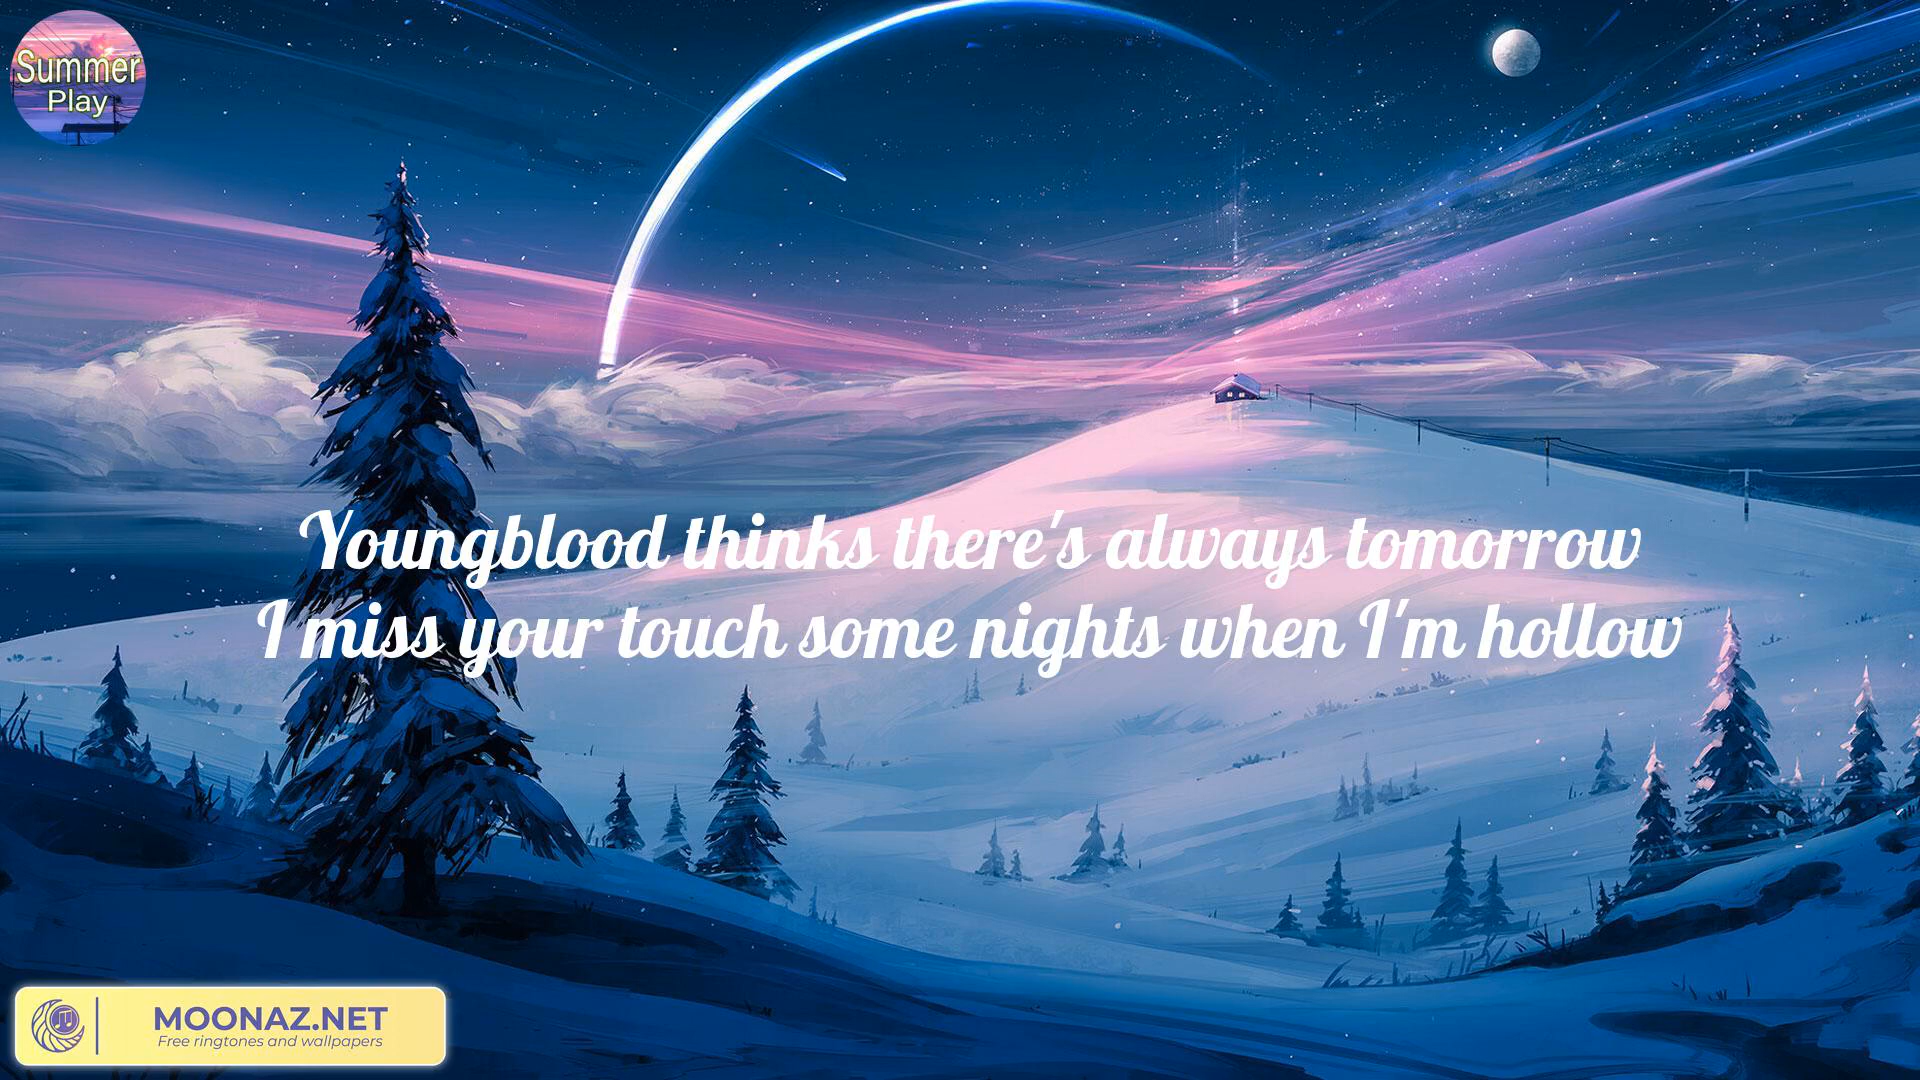 Summer
Play
Youngblood thinks there's always tomorrow
I miss your touch some nights when I'm hollow
MOONAZ.NET
Free ringtones and wallpapers